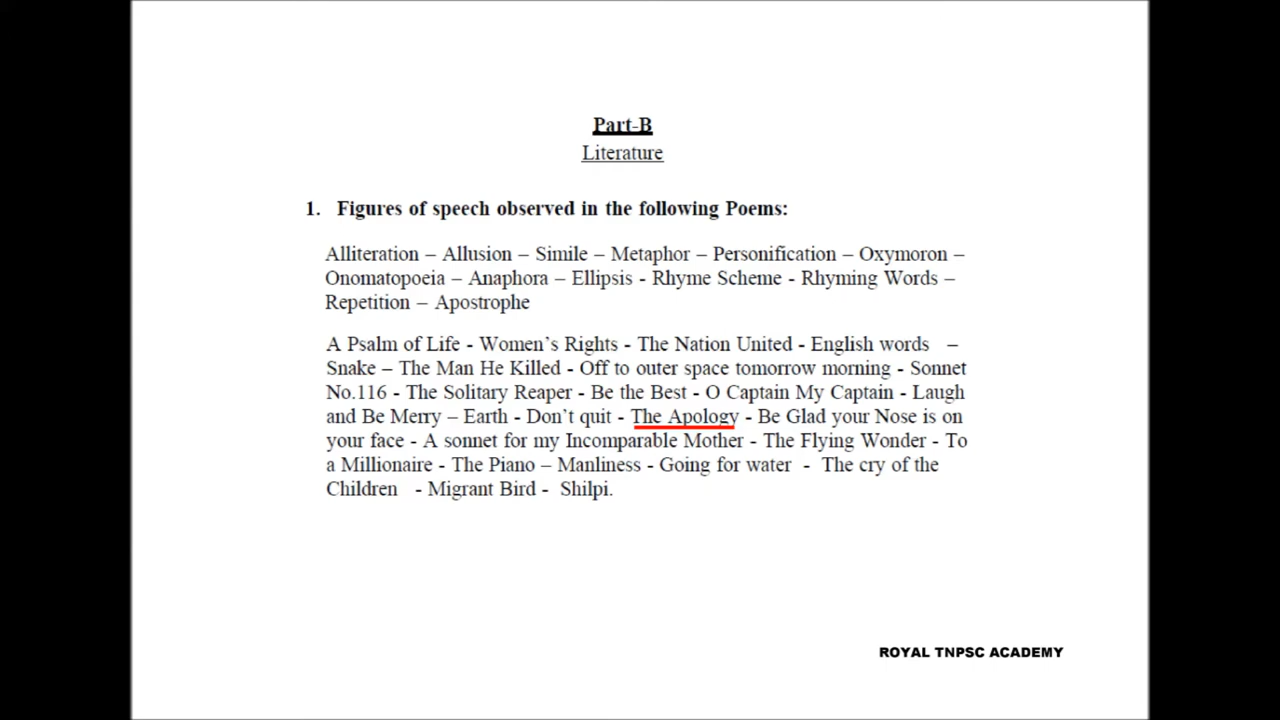 Part-B
Literature
1. Figures of speech observed in the following Poems:
Alliteration – Allusion – Simile – Metaphor – Personification – Oxymoron –
Onomatopoeia – Anaphora – Ellipsis - Rhyme Scheme - Rhyming Words –
Repetition – Apostrophe
A Psalm of Life - Women’s Rights - The Nation United - English words –
Snake – The Man He Killed - Off to outer space tomorrow morning - Sonnet
No.116 - The Solitary Reaper - Be the Best - O Captain My Captain - Laugh
and Be Merry – Earth - Don’t quit - The Apology - Be Glad your Nose is on
your face - A sonnet for my Incomparable Mother - The Flying Wonder - To
a Millionaire - The Piano – Manliness - Going for water - The cry of the
Children - Migrant Bird - Shilpi.
ROYAL TNPSC ACADEMY